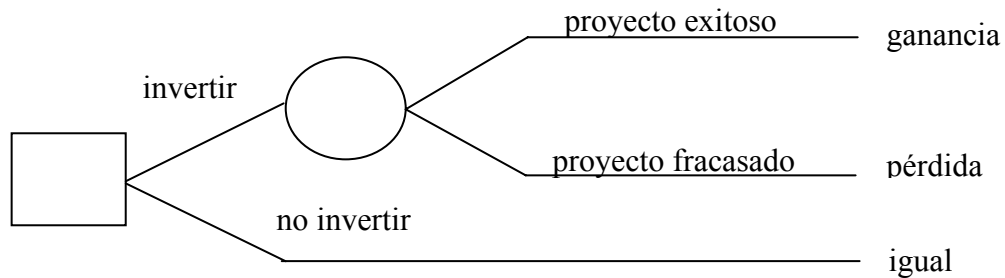 proyecto exitoso
ganancia
invertir
proyecto fracasado
pérdida
no invertir
igual